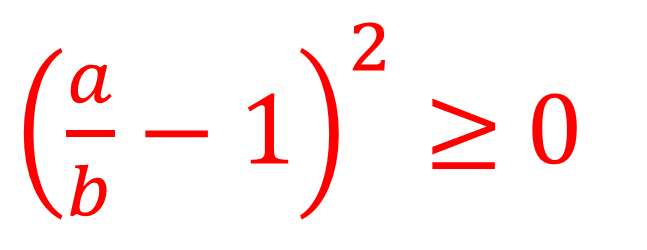 (a/b − 1)² ≥ 0